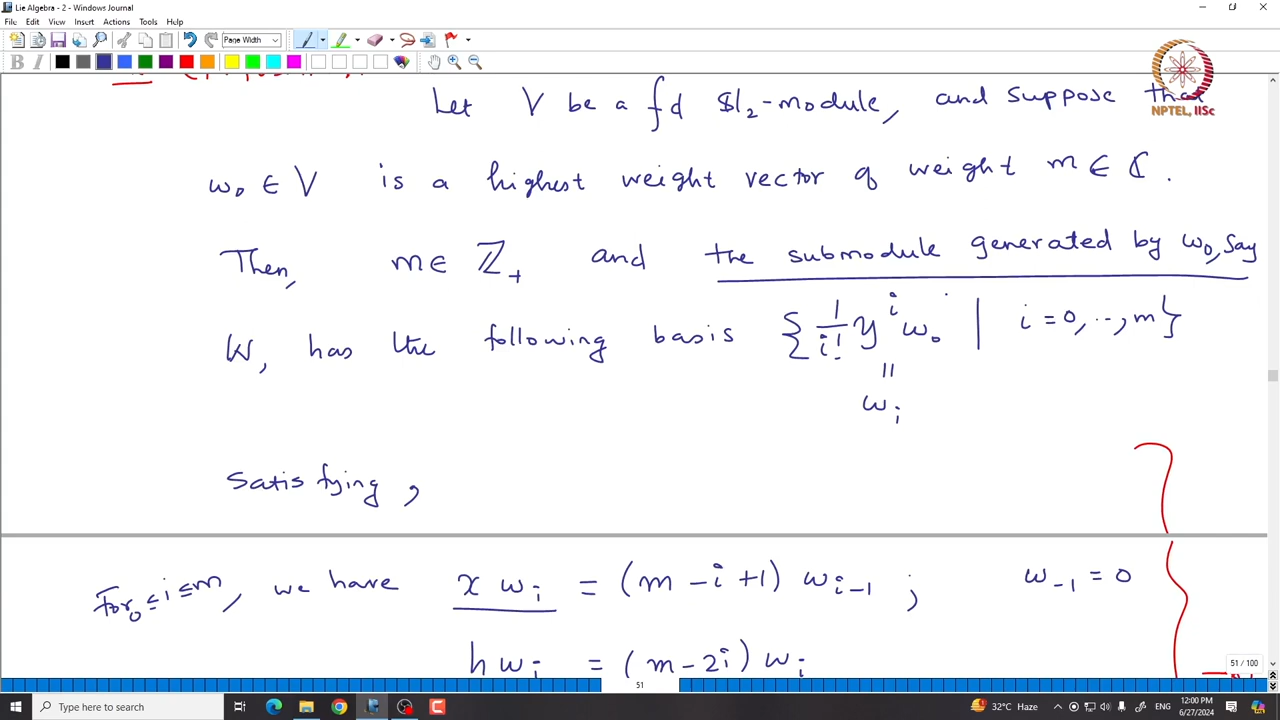 Lie Algebra - 2 - Windows Journal
File Edit View Insert Actions Tools Help
Page Width
B I
NPTEL, IISc
Let V be a fd sl₂-module, and suppose that
w₀ ∈ V is a highest weight vector of weight m ∈ ℂ.
Then, m ∈ ℤ₊ and the submodule generated by w₀, say
W, has the following basis { 1/i! yⁱ w₀ | i = 0, .., m }
||
wᵢ
satisfying,
For 0 ≤ i ≤ m, we have x wᵢ = (m - i + 1) wᵢ₋₁ ; w₋₁ = 0
h wᵢ = (m - 2i) wᵢ
51 / 100
51
Type here to search
32°C Haze
ENG
12:00 PM
6/27/2024